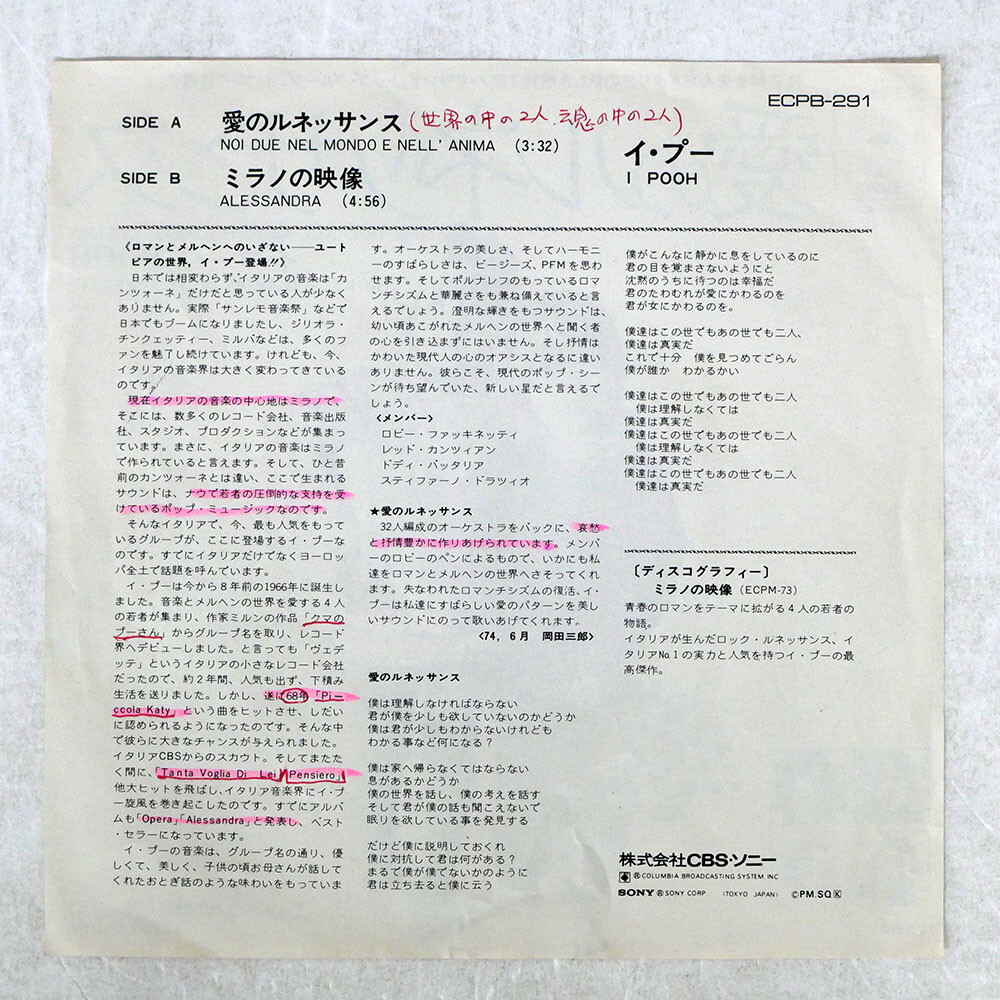 ECPB-291
SIDE A 愛のルネッサンス (世界の中の2人、魂の中の2人)
NOI DUE NEL MONDO E NELL' ANIMA (3:32)
イ・プー
I POOH
SIDE B ミラノの映像
ALESSANDRA (4:56)
〈ロマンとメルヘンへのいざない――ユート
ピアの世界，イ・プー登場!!〉
日本では相変わらず、イタリアの音楽は「カ
ンツォーネ」だけだと思っている人が少なく
ありません。実際「サンレモ音楽祭」などで
日本でもブームになりましたし、ジリオラ・
チンクェッティー、ミルバなどは、多くのフ
ァンを魅了し続けています。けれども、今、
イタリアの音楽界は大きく変わってきている
のです。
現在イタリアの音楽の中心地はミラノで、
そこには、数多くのレコード会社、音楽出版
社、スタジオ、プロダクションなどが集まっ
ています。まさに、イタリアの音楽はミラノ
で作られていると言えます。そして、ひと昔
前のカンツォーネとは違い、ここで生まれる
サウンドは、ナウで若者の圧倒的な支持を受
けているポップ・ミュージックなのです。
そんなイタリアで、今、最も人気をもって
いるグループが、ここに登場するイ・プーな
のです。すでにイタリアだけでなくヨーロッ
パ全土で話題を呼んでいます。
イ・プーは今から8年前の1966年に誕生し
ました。音楽とメルヘンの世界を愛する4人
の若者が集まり、作家ミルンの作品「クマの
プーさん」からグループ名を取り、レコード
界へデビューしました。と言っても「ヴェデ
ッテ」というイタリアの小さなレコード会社
だったので、約2年間、人気も出ず、下積み
生活を送りました。しかし、遂に68年「Pi―
ccola Katy」という曲をヒットさせ、しだい
に認められるようになったのです。そんな中
で彼らに大きなチャンスが与えられました。
イタリアCBSからのスカウト。そしてまたた
く間に、「Tanta Voglia Di Lei」「Pensiero」
他大ヒットを飛ばし、イタリア音楽界にイ・プ
ー旋風を巻き起こしたのです。すでにアルバ
ムも「Opera」「Alessandra」と発表し、ベスト
・セラーになっています。
イ・プーの音楽は、グループ名の通り、優
しくて、美しく、子供の頃お母さんが話して
くれたおとぎ話のような味わいをもっていま
す。オーケストラの美しさ、そしてハーモニ
ーのすばらしさは、ビージーズ、PFMを思わ
せます。そしてポルナレフのもっているロマ
ンチシズムと華麗さをも兼ね備えていると言
えるでしょう。澄明な輝きをもつサウンドは、
幼い頃あこがれたメルヘンの世界へと聞く者
の心を引き込まずにはいません。そし抒情は
かわいた現代人の心のオアシスとなるに違い
ありません。彼らこそ、現代のポップ・シー
ンが待ち望んでいた、新しい星だと言えるで
しょう。
〈メンバー〉
ロビー・ファッキネッティ
レッド・カンツィアン
ドディ・バッタリア
スティファーノ・ドラツィオ
★愛のルネッサンス
32人編成のオーケストラをバックに、哀愁
と抒情豊かに作りあげられています。メンバ
ーのロビーのペンによるもので、いかにも私
達をロマンとメルヘンの世界へさそってくれ
ます。失なわれたロマンチシズムの復活、イ・
プーは私達にすばらしい愛のパターンを美し
いサウンドにのって歌いあげてくれます。
〈74，6月 岡田三郎〉
愛のルネッサンス
僕は理解しなければならない
君が僕を少しも欲していないのかどうか
僕は君が少しもわからないけれども
わかる事など何になる？
僕は家へ帰らなくてはならない
息があるかどうか
僕の世界を話し、僕の考えを話す
そして君が僕の話も聞こえないで
眠りを欲している事を発見する
だけど僕に説明しておくれ
僕に対抗して君は何がある？
まるで僕が僕でないかのように
君は立ち去ると僕に云う
僕がこんなに静かに息をしているのに
君の目を覚まさないようにと
沈黙のうちに待つのは幸福だ
君のたわむれが愛にかわるのを
君が女にかわるのを。
僕達はこの世でもあの世でも二人、
僕達は真実だ
これで十分 僕を見つめてごらん
僕が誰か わかるかい
僕達はこの世でもあの世でも二人
僕は理解しなくては
僕達は真実だ
僕達はこの世でもあの世でも二人
僕は理解しなくては
僕達は真実だ
僕達はこの世でもあの世でも二人
僕達は真実だ
〔ディスコグラフィー〕
ミラノの映像 (ECPM-73)
青春のロマンをテーマに拡がる4人の若者の
物語。
イタリアが生んだロック・ルネッサンス、イ
タリアNo.1の実力と人気を持つイ・プーの最
高傑作。
株式会社CBS・ソニー
® COLUMBIA BROADCASTING SYSTEM. INC
SONY ® SONY CORP (TOKYO JAPAN) ©PM.SQ K